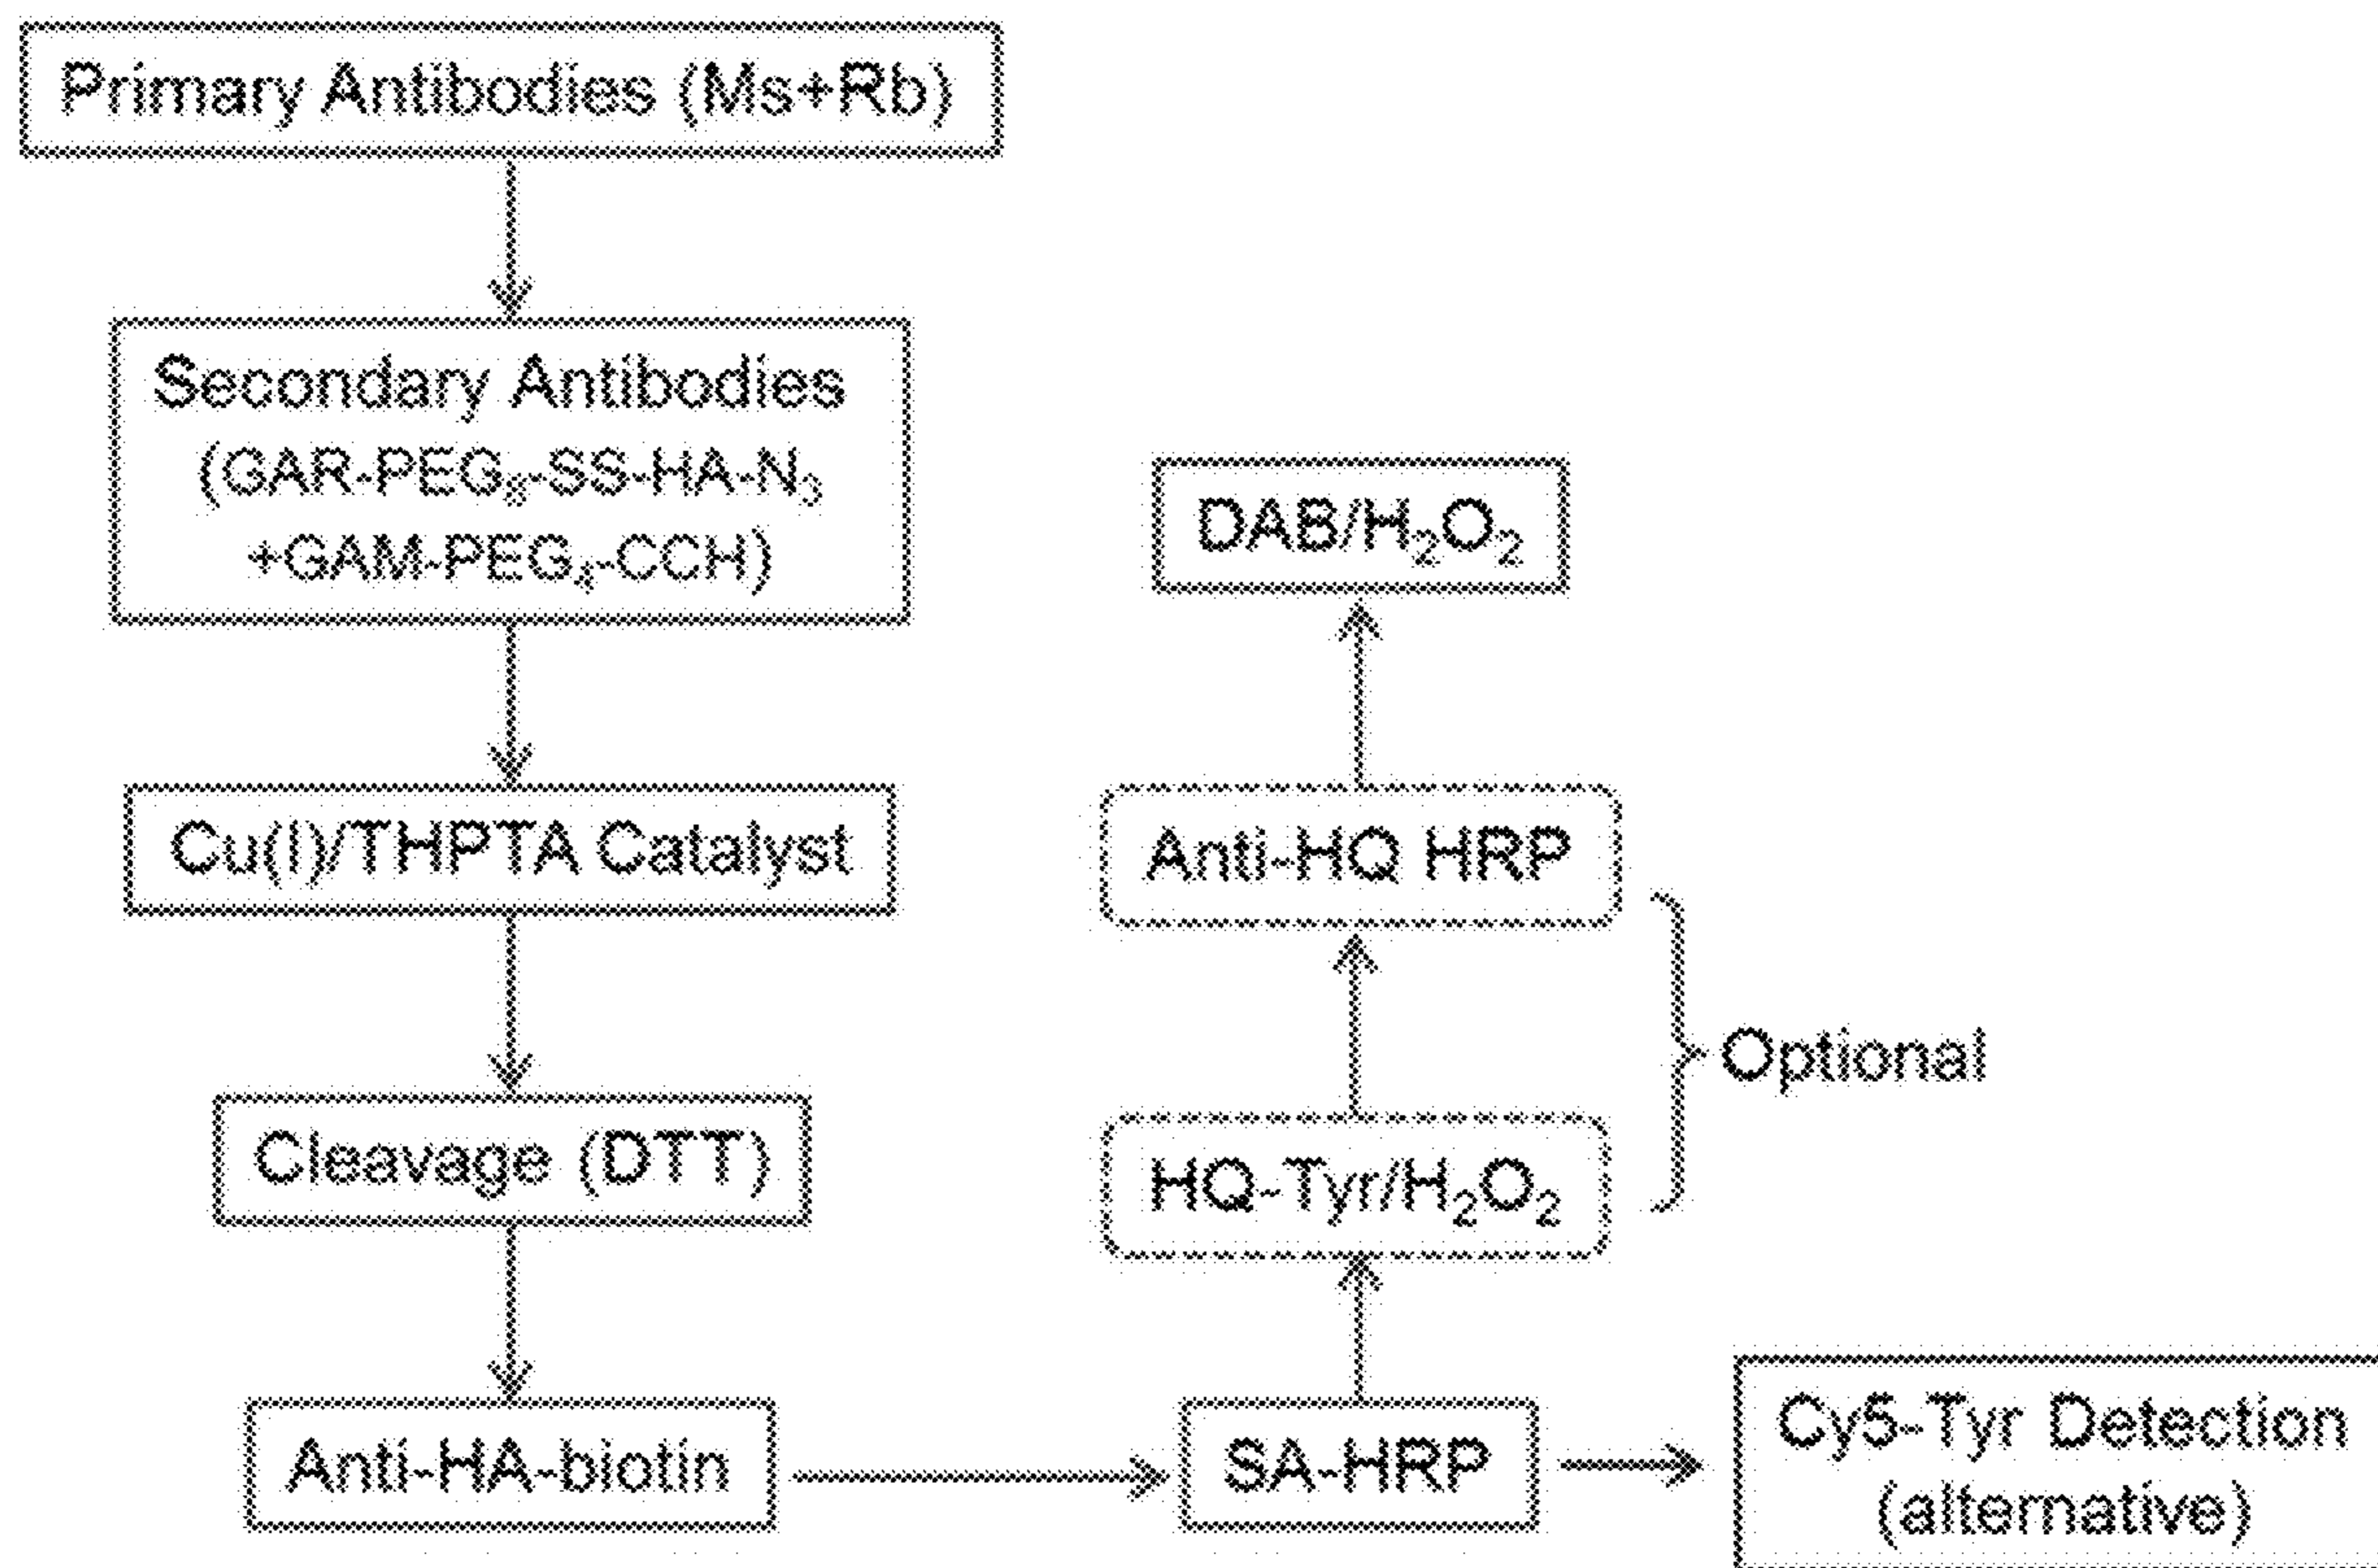 Primary Antibodies (Ms+Rb)
Secondary Antibodies
(GAR-PEG₈-SS-HA-N₃
+GAM-PEG₄-CCH)
Cu(I)/THPTA Catalyst
Cleavage (DTT)
Anti-HA-biotin
SA-HRP
HQ-Tyr/H₂O₂
Anti-HQ HRP
DAB/H₂O₂
Optional
Cy5-Tyr Detection
(alternative)